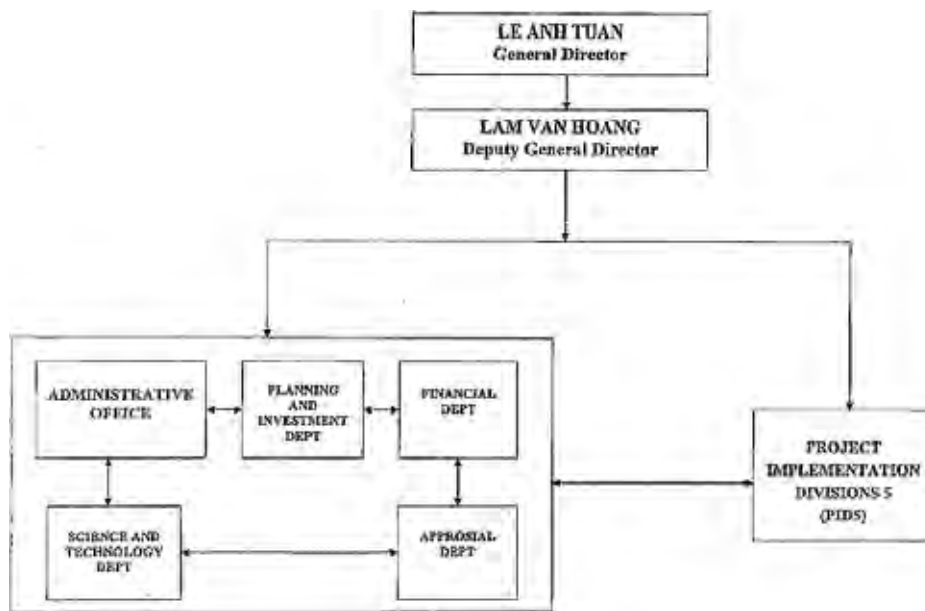 LE ANH TUAN
General Director
LAM VAN HOANG
Deputy General Director
ADMINISTRATIVE
OFFICE
PLANNING
AND
INVESTMENT
DEPT
FINANCIAL
DEPT
PROJECT
IMPLEMENTATION
DIVISIONS 5
(PID5)
SCIENCE AND
TECHNOLOGY
DEPT
APPROSIAL
DEPT